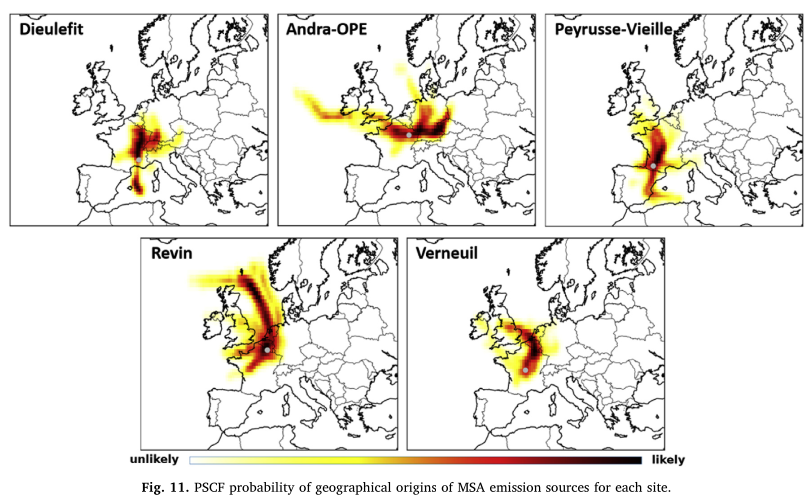 Dieulefit
Andra-OPE
Peyrusse-Vieille
Revin
Verneuil
unlikely
likely
Fig. 11. PSCF probability of geographical origins of MSA emission sources for each site.